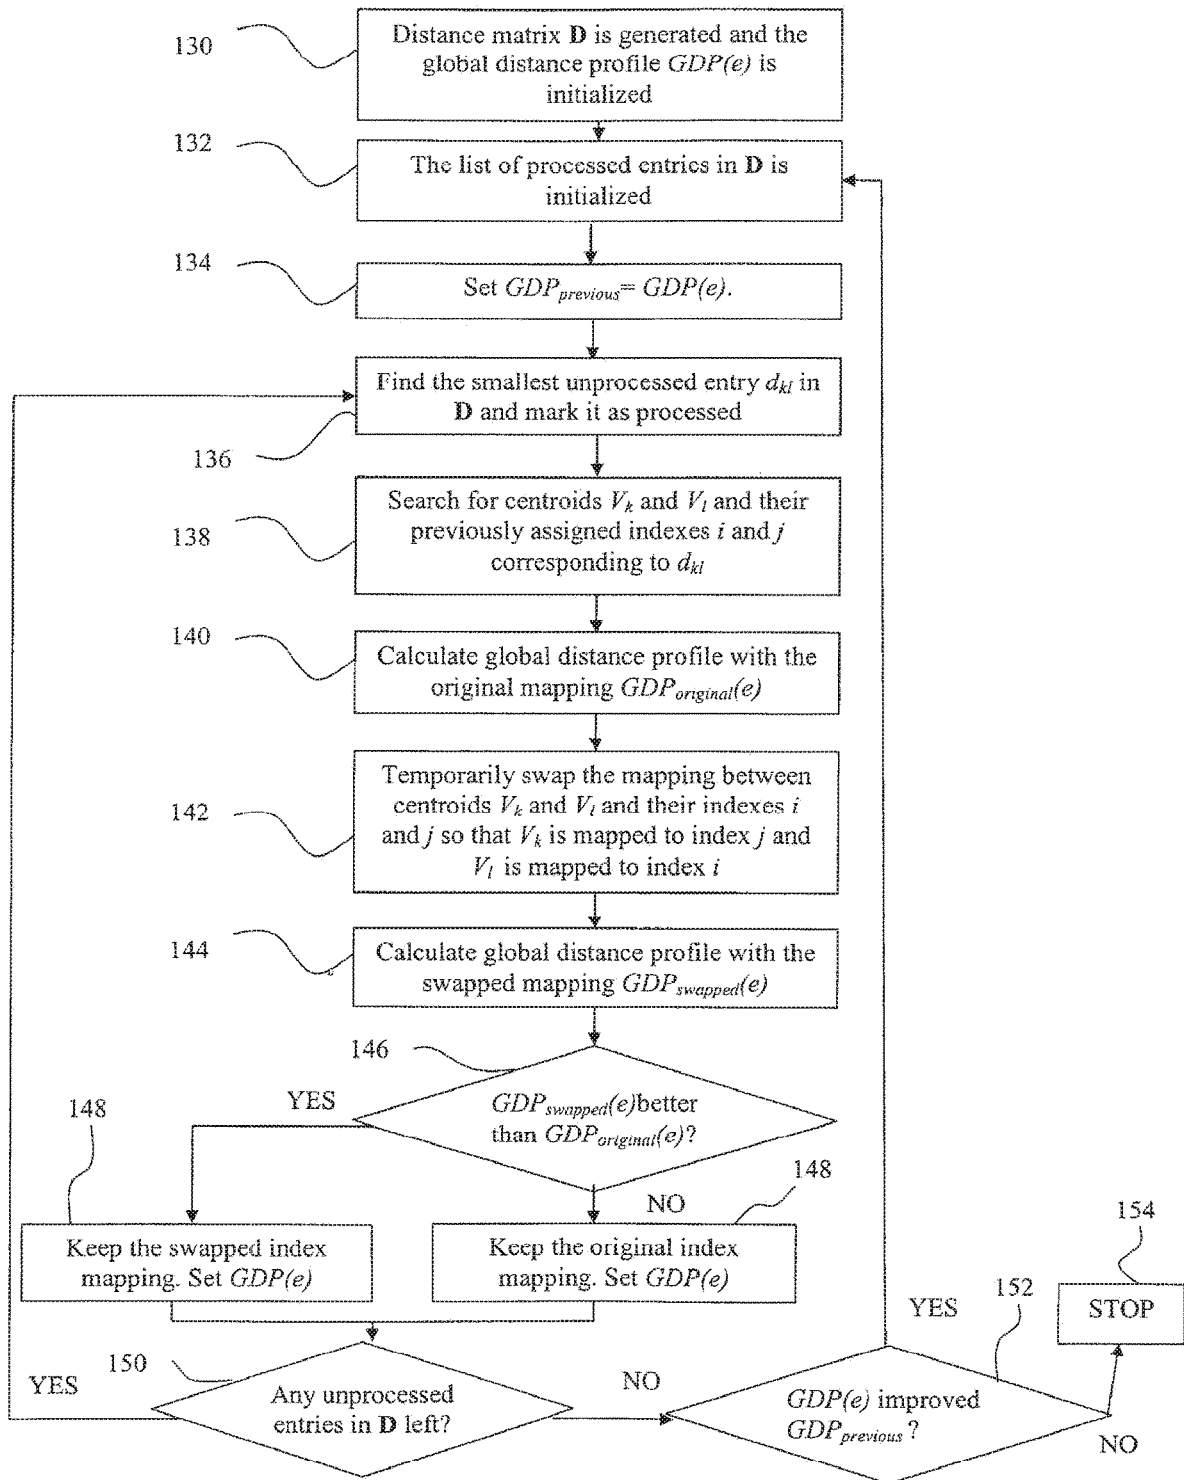 130
Distance matrix D is generated and the
global distance profile GDP(e) is
initialized
132
The list of processed entries in D is
initialized
134
Set GDPprevious= GDP(e).
Find the smallest unprocessed entry dkl in
D and mark it as processed
136
138
Search for centroids Vk and Vl and their
previously assigned indexes i and j
corresponding to dkl
140
Calculate global distance profile with the
original mapping GDPoriginal(e)
142
Temporarily swap the mapping between
centroids Vk and Vl and their indexes i
and j so that Vk is mapped to index j and
Vl is mapped to index i
144
Calculate global distance profile with the
swapped mapping GDPswapped(e)
146
YES
GDPswapped(e)better
than GDPoriginal(e)?
NO
148
Keep the swapped index
mapping. Set GDP(e)
148
Keep the original index
mapping. Set GDP(e)
150
YES
Any unprocessed
entries in D left?
NO
152
YES
GDP(e) improved
GDPprevious?
NO
154
STOP